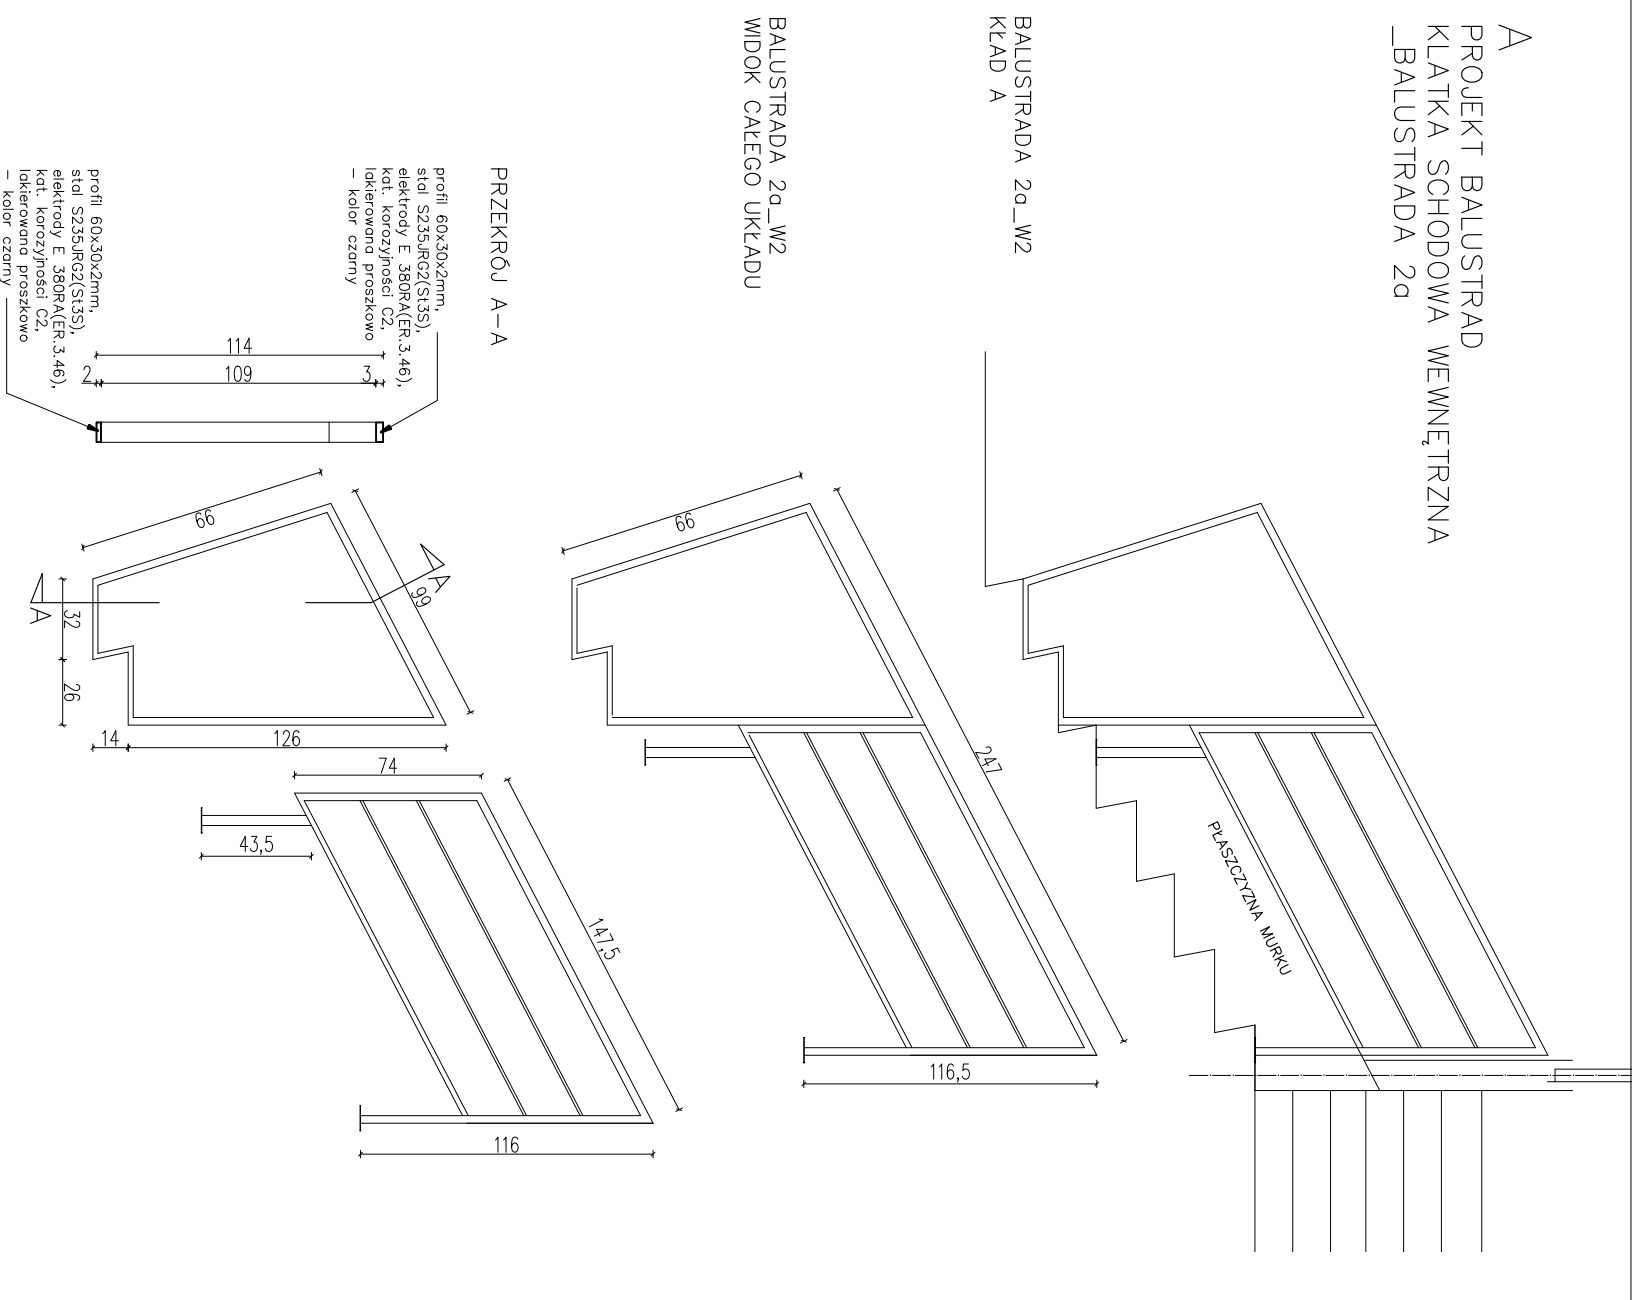 A
PROJEKT BALUSTRAD
KLATKA SCHODOWA WEWNĘTRZNA
_BALUSTRADA 2a
BALUSTRADA 2a_W2
KŁAD A
PŁASZCZYZNA MURKU
BALUSTRADA 2a_W2
WIDOK CAŁEGO UKŁADU
66
247
116,5
PRZEKRÓJ A-A
profil 60x30x2mm,
stal S235JRG2(St3S),
elektrody E 380RA(ER.3.46),
kat. korozyjności C2,
lakierowana proszkowo
- kolor czarny
profil 60x30x2mm,
stal S235JRG2(St3S),
elektrody E 380RA(ER.3.46),
kat. korozyjności C2,
lakierowana proszkowo
- kolor czarny
114
2
109
3
66
A
99
A
32
26
14
126
74
43,5
147,5
116